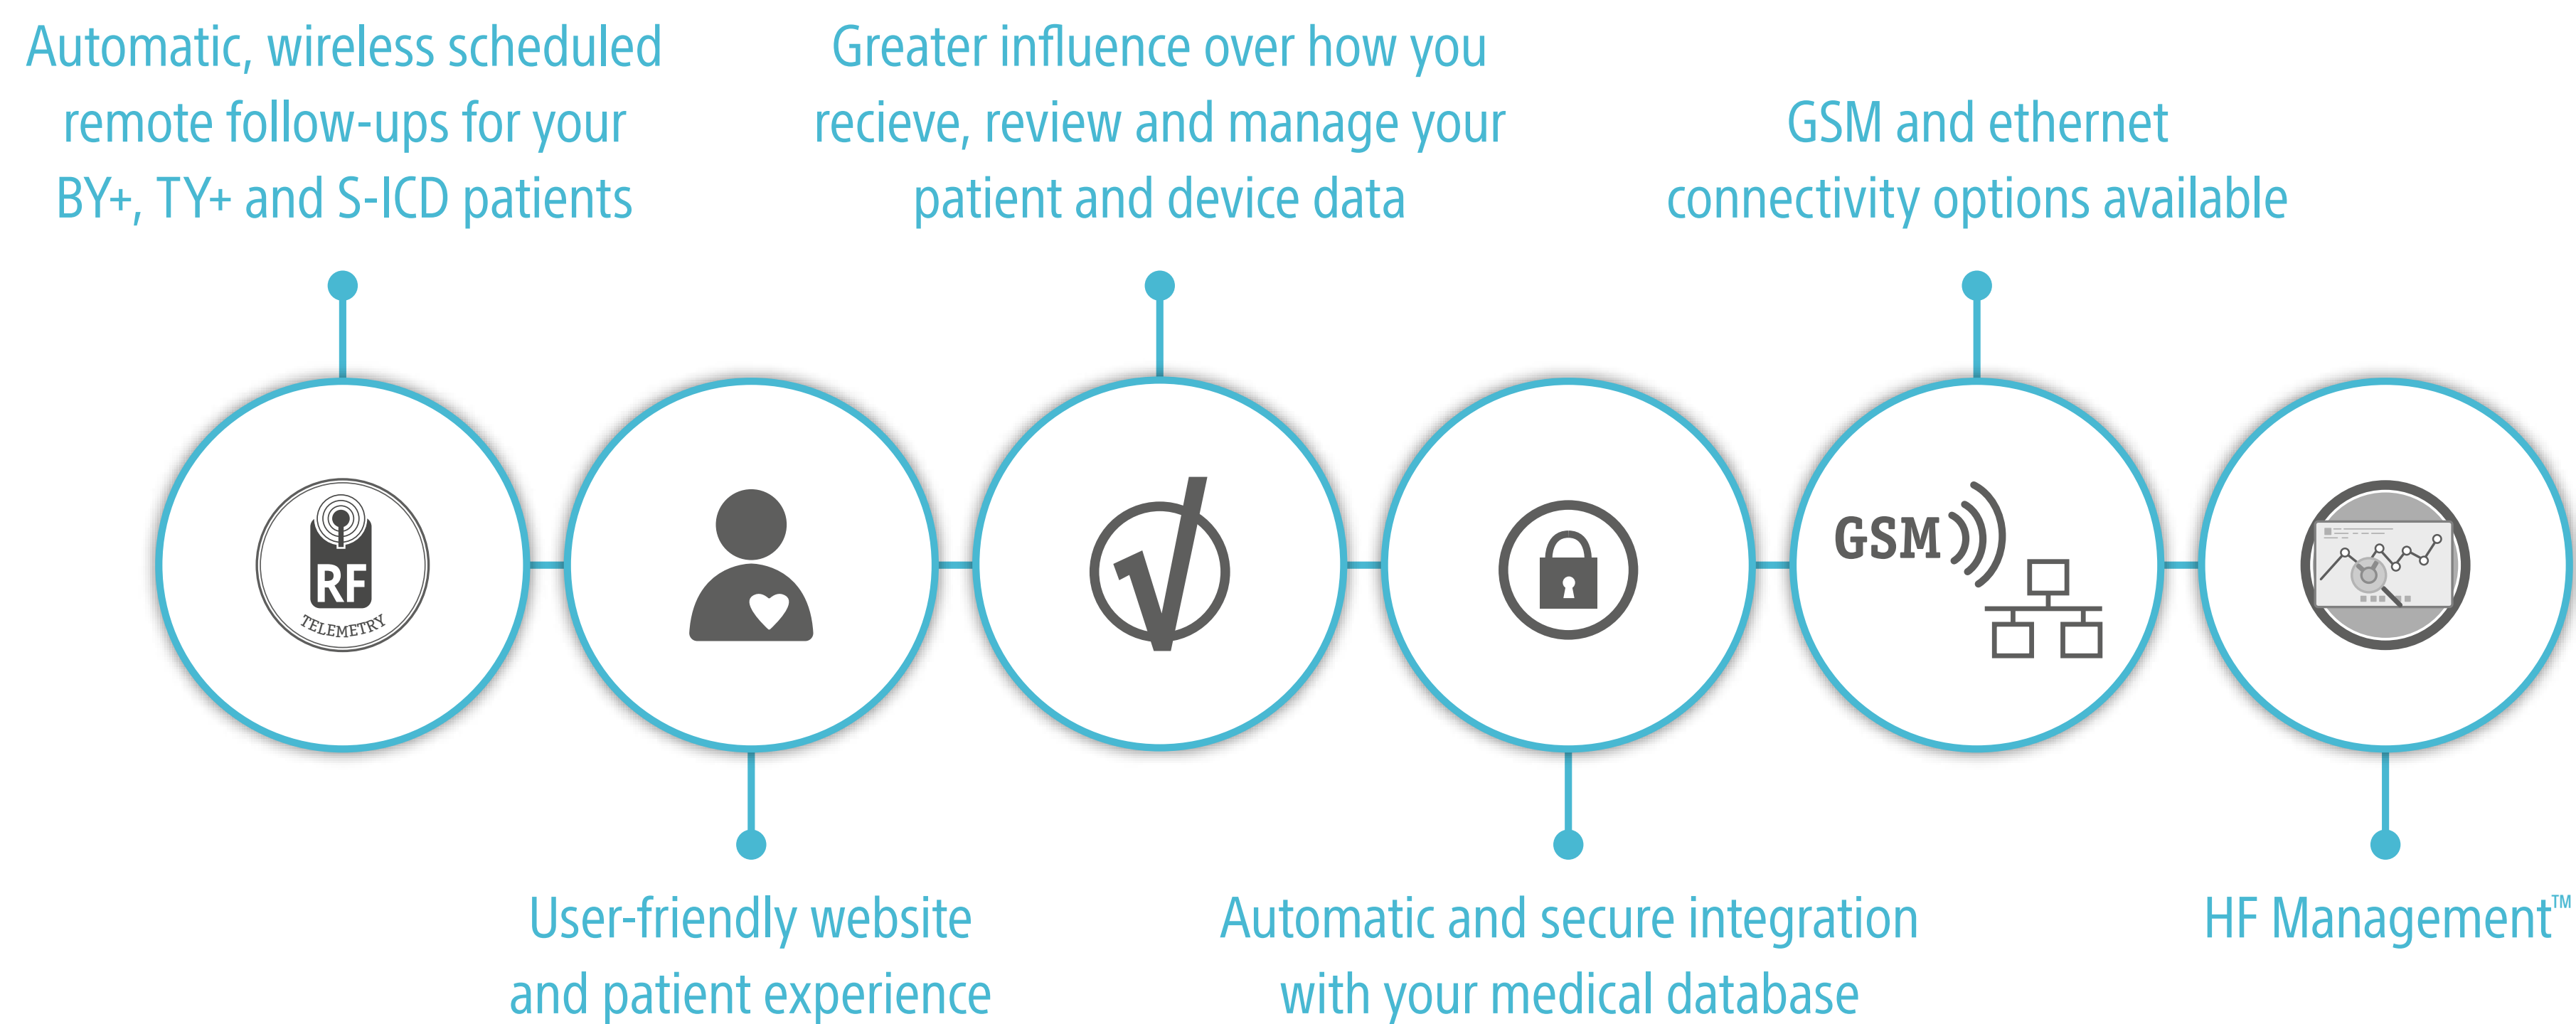 Automatic, wireless scheduled
remote follow-ups for your
BY+, TY+ and S-ICD patients
Greater influence over how you
recieve, review and manage your
patient and device data
GSM and ethernet
connectivity options available
RF
TELEMETRY
GSM
User-friendly website
and patient experience
Automatic and secure integration
with your medical database
HF Management™